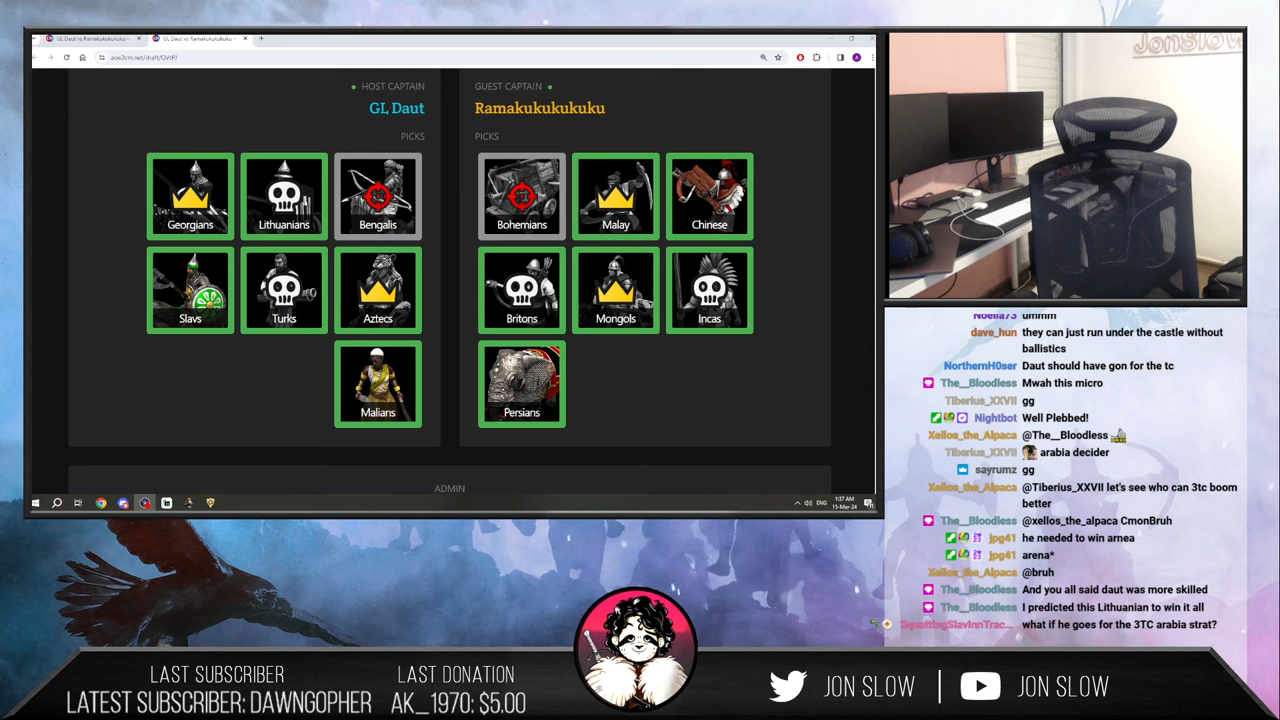 GL Daut vs Ramakukukukuku –
GL Daut vs Ramakukukukuku –
aoe2cm.net/draft/
HOST CAPTAIN
GL Daut
PICKS
Georgians
Lithuanians
Bengalis
Slavs
Turks
Aztecs
Malians
GUEST CAPTAIN
Ramakukukukuku
PICKS
Bohemians
Malay
Chinese
Britons
Mongols
Incas
Persians
ADMIN
ENG
1:37 AM
15-Mar-24
JonSlow
Noella73 ummm
dave_hun they can just run under the castle without
ballistics
NorthernH0ser Daut should have gon for the tc
The__Bloodless Mwah this micro
Tiberius_XXVII gg
Nightbot Well Plebbed!
Xellos_the_Alpaca @The__Bloodless
Tiberius_XXVII arabia decider
sayrumz gg
Xellos_the_Alpaca @Tiberius_XXVII let's see who can 3tc boom
better
The__Bloodless @xellos_the_alpaca CmonBruh
jpg41 he needed to win arnea
jpg41 arena*
Xellos_the_Alpaca @bruh
The__Bloodless And you all said daut was more skilled
The__Bloodless I predicted this Lithuanian to win it all
SquattingSlavInnTrac... what if he goes for the 3TC arabia strat?
LAST SUBSCRIBER
LATEST SUBSCRIBER: DAWNGOPHER
LAST DONATION
AK_1970: $5.00
JON SLOW
JON SLOW